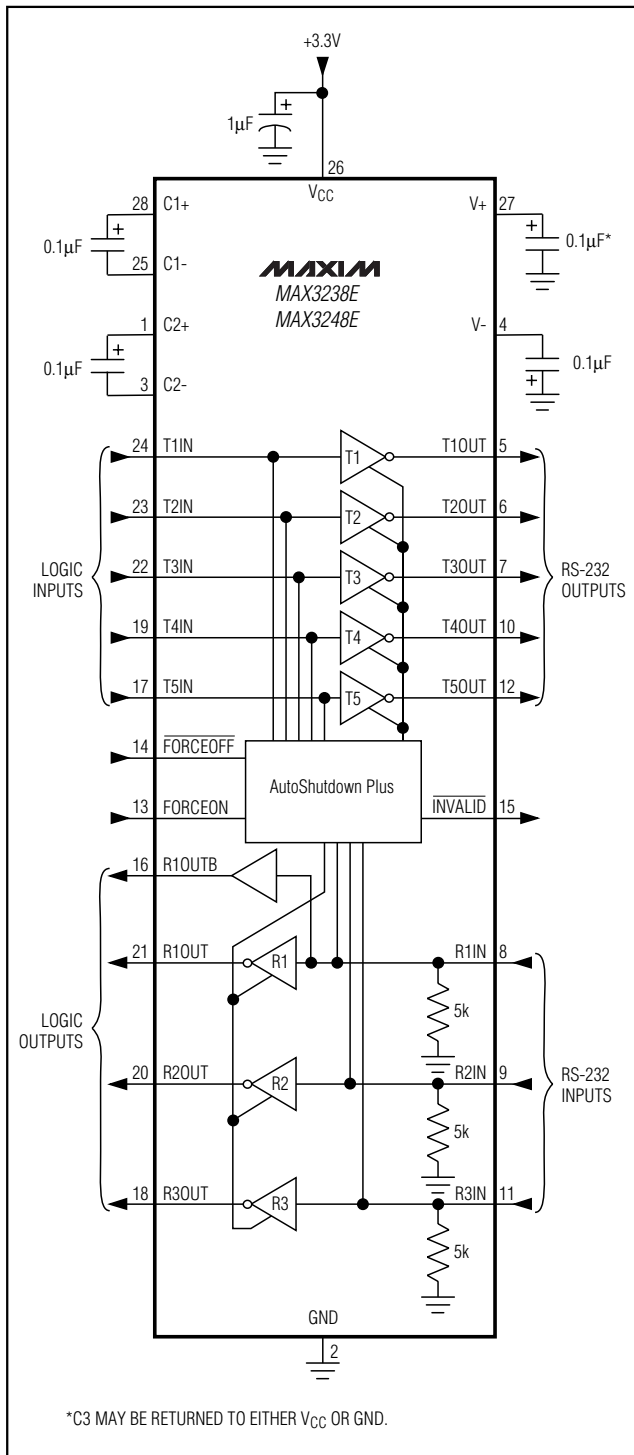 +3.3V
1µF
26
VCC
28 C1+ V+ 27
0.1µF 0.1µF*
25 C1-
MAXIM
MAX3238E
MAX3248E
1 C2+ V- 4
0.1µF 0.1µF
3 C2-
24 T1IN T1 T1OUT 5
23 T2IN T2 T2OUT 6
22 T3IN T3 T3OUT 7
LOGIC INPUTS
RS-232 OUTPUTS
19 T4IN T4 T4OUT 10
17 T5IN T5 T5OUT 12
14 FORCEOFF
AutoShutdown Plus
13 FORCEON INVALID 15
16 R1OUTB
21 R1OUT R1 R1IN 8
5k
LOGIC OUTPUTS
20 R2OUT R2 R2IN 9
RS-232 INPUTS
5k
18 R3OUT R3 R3IN 11
5k
GND
2
*C3 MAY BE RETURNED TO EITHER VCC OR GND.